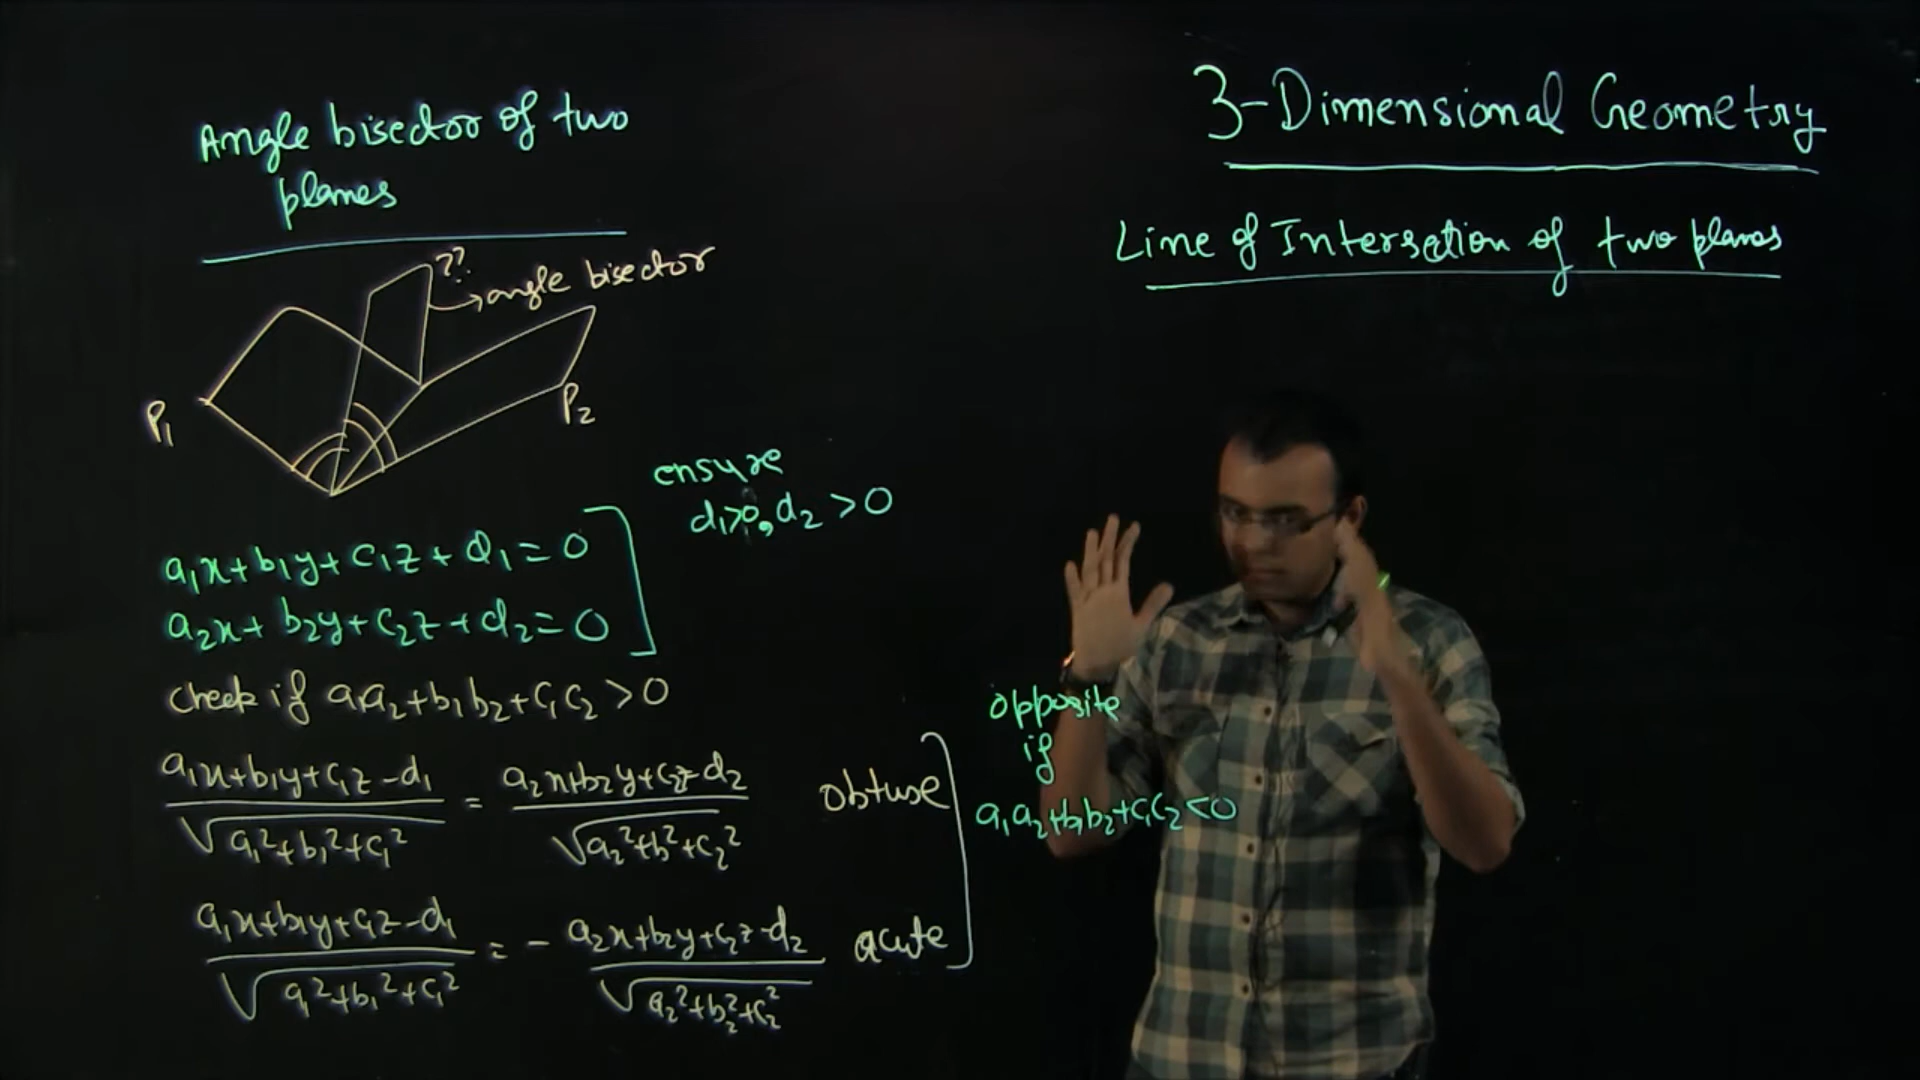 Angle bisector of two
planes
??
angle bisector
P₁
P₂
ensure
d₁>0, d₂ >0
a₁x+b₁y+c₁z+d₁=0
a₂x+b₂y+c₂z+d₂=0
Check if a₁a₂+b₁b₂+c₁c₂>0
(a₁x+b₁y+c₁z-d₁)/√(a₁²+b₁²+c₁²) = (a₂x+b₂y+c₂z-d₂)/√(a₂²+b²+c₂²) obtuse
(a₁x+b₁y+c₁z-d₁)/√(a₁²+b₁²+c₁²) = - (a₂x+b₂y+c₂z-d₂)/√(a₂²+b₂²+c₂²) acute
opposite
if
a₁a₂+b₁b₂+c₁c₂<0
3-Dimensional Geometry
Line of Intersection of two planes